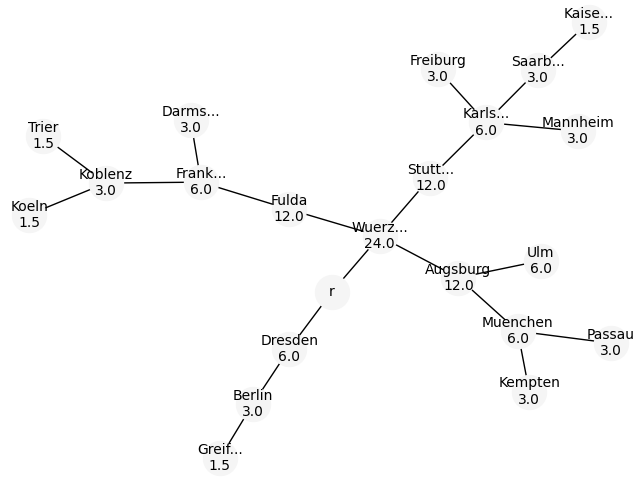 Kaise...
1.5
Freiburg
3.0
Saarb...
3.0
Darms...
3.0
Karls...
6.0
Mannheim
3.0
Trier
1.5
Koblenz
3.0
Frank...
6.0
Stutt...
12.0
Koeln
1.5
Fulda
12.0
Wuerz...
24.0
Ulm
6.0
Augsburg
12.0
r
Muenchen
6.0
Passau
3.0
Dresden
6.0
Kempten
3.0
Berlin
3.0
Greif...
1.5